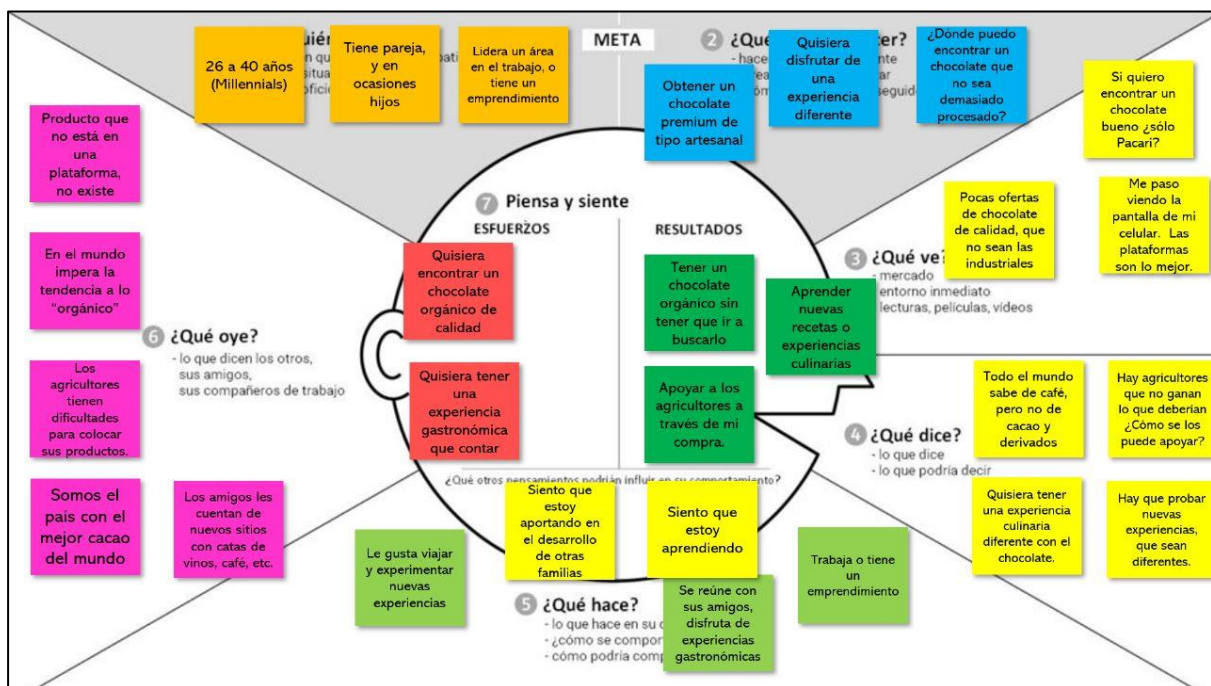 META
26 a 40 años
(Millennials)
Tiene pareja,
y en
ocasiones
hijos
Lidera un área
en el trabajo, o
tiene un
emprendimiento
2 ¿Qué
- hace
Obtener un
chocolate
premium de
tipo artesanal
Quisiera
disfrutar de
una
experiencia
diferente
¿Dónde puedo
encontrar un
chocolate que
no sea
demasiado
procesado?
3 ¿Qué ve?
- mercado
entorno inmediato
lecturas, películas, vídeos
Si quiero
encontrar un
chocolate
bueno ¿sólo
Pacari?
Pocas ofertas
de chocolate
de calidad, que
no sean las
industriales
Me paso
viendo la
pantalla de mi
celular. Las
plataformas
son lo mejor.
4 ¿Qué dice?
- lo que dice
- lo que podría decir
Todo el mundo
sabe de café,
pero no de
cacao y
derivados
Hay agricultores
que no ganan
lo que deberían
¿Cómo se los
puede apoyar?
Quisiera tener
una experiencia
culinaria
diferente con el
chocolate.
Hay que probar
nuevas
experiencias,
que sean
diferentes.
5 ¿Qué hace?
- lo que hace en su
- ¿cómo se
- cómo podría
Le gusta viajar
y experimentar
nuevas
experiencias
Se reúne con
sus amigos,
disfruta de
experiencias
gastronómicas
Trabaja o tiene
un
emprendimiento
6 ¿Qué oye?
- lo que dicen los otros,
sus amigos,
sus compañeros de trabajo
Producto que
no está en
una
plataforma,
no existe
En el mundo
impera la
tendencia a lo
“orgánico”
Los
agricultores
tienen
dificultades
para colocar
sus productos.
Somos el
pais con el
mejor cacao
del mundo
Los amigos les
cuentan de
nuevos sitios
con catas de
vinos, café, etc.
7 Piensa y siente
ESFUERZOS
Quisiera
encontrar un
chocolate
orgánico de
calidad
Quisiera tener
una
experiencia
gastronómica
que contar
RESULTADOS
Tener un
chocolate
orgánico sin
tener que ir a
buscarlo
Aprender
nuevas
recetas o
experiencias
culinarias
Apoyar a los
agricultores a
través de mi
compra.
¿Qué otros pensamientos podrián influir en su comportamiento?
Siento que
estoy
aportando en
el desarrollo
de otras
familias
Siento que
estoy
aprendiendo